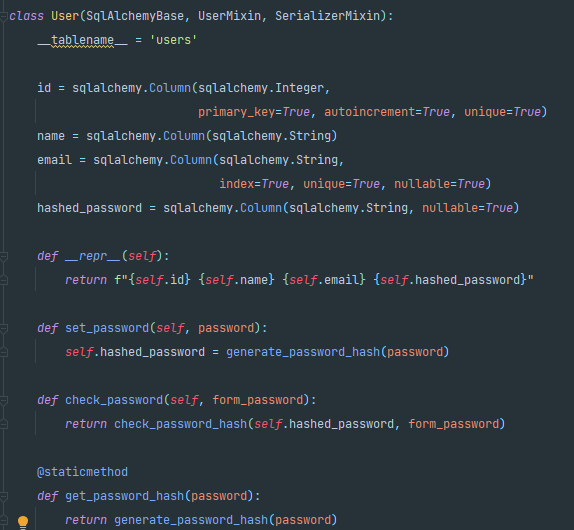 class User(SqlAlchemyBase, UserMixin, SerializerMixin):
    __tablename__ = 'users'

    id = sqlalchemy.Column(sqlalchemy.Integer,
                           primary_key=True, autoincrement=True, unique=True)
    name = sqlalchemy.Column(sqlalchemy.String)
    email = sqlalchemy.Column(sqlalchemy.String,
                              index=True, unique=True, nullable=True)
    hashed_password = sqlalchemy.Column(sqlalchemy.String, nullable=True)

    def __repr__(self):
        return f"{self.id} {self.name} {self.email} {self.hashed_password}"

    def set_password(self, password):
        self.hashed_password = generate_password_hash(password)

    def check_password(self, form_password):
        return check_password_hash(self.hashed_password, form_password)

    @staticmethod
    def get_password_hash(password):
        return generate_password_hash(password)